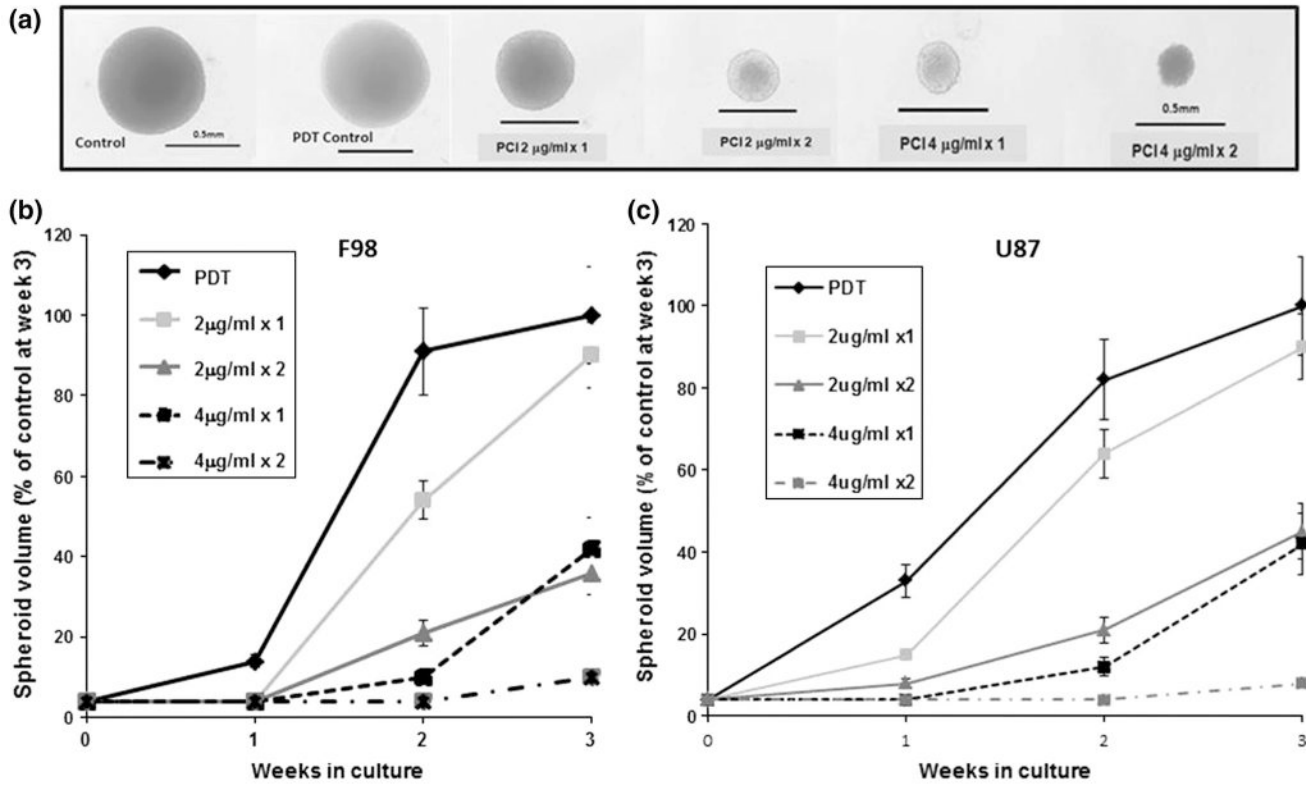 (a)
Control
0.5mm
PDT Control
PCI 2 µg/ml x 1
PCI 2 µg/ml x 2
PCI 4 µg/ml x 1
0.5mm
PCI 4 µg/ml x 2
(b)
F98
Spheroid volume (% of control at week 3)
120
100
80
60
40
20
0
PDT
2µg/ml x 1
2µg/ml x 2
4µg/ml x 1
4µg/ml x 2
0 1 2 3
Weeks in culture
(c)
U87
Spheroid volume (% of control at week 3)
120
100
80
60
40
20
0
PDT
2ug/ml x1
2ug/ml x2
4ug/ml x1
4ug/ml x2
0 1 2 3
Weeks in culture